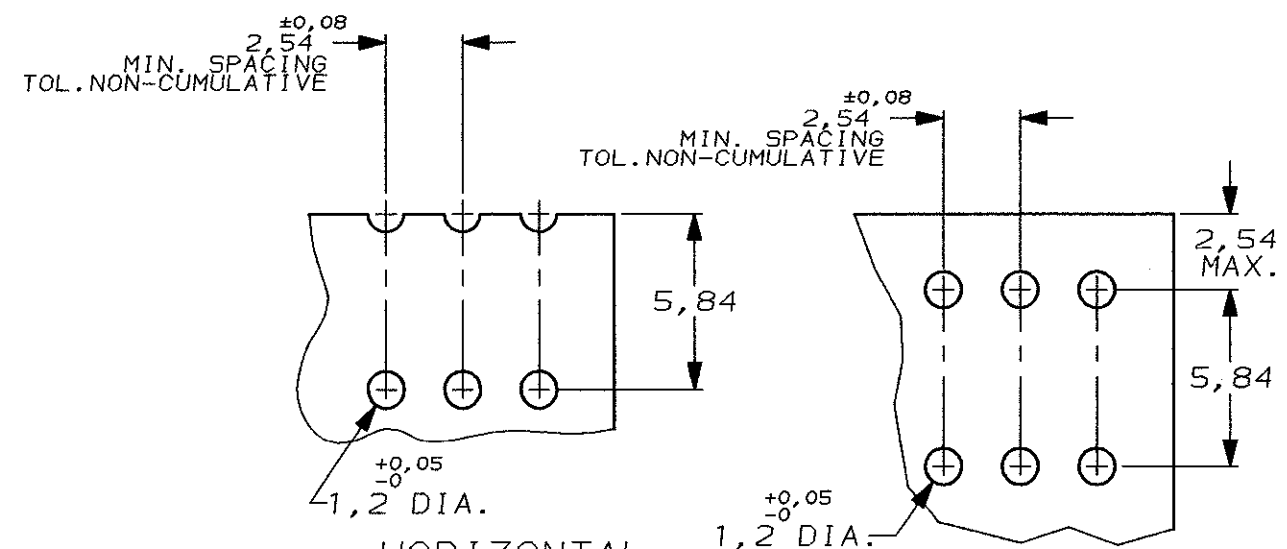 ±0,08
2,54
MIN. SPACING
TOL.NON-CUMULATIVE
±0,08
2,54
MIN. SPACING
TOL.NON-CUMULATIVE
2,54
MAX.
5,84
5,84
+0,05
-0
1,2 DIA.
+0,05
-0
1,2 DIA.
HORIZONTAL